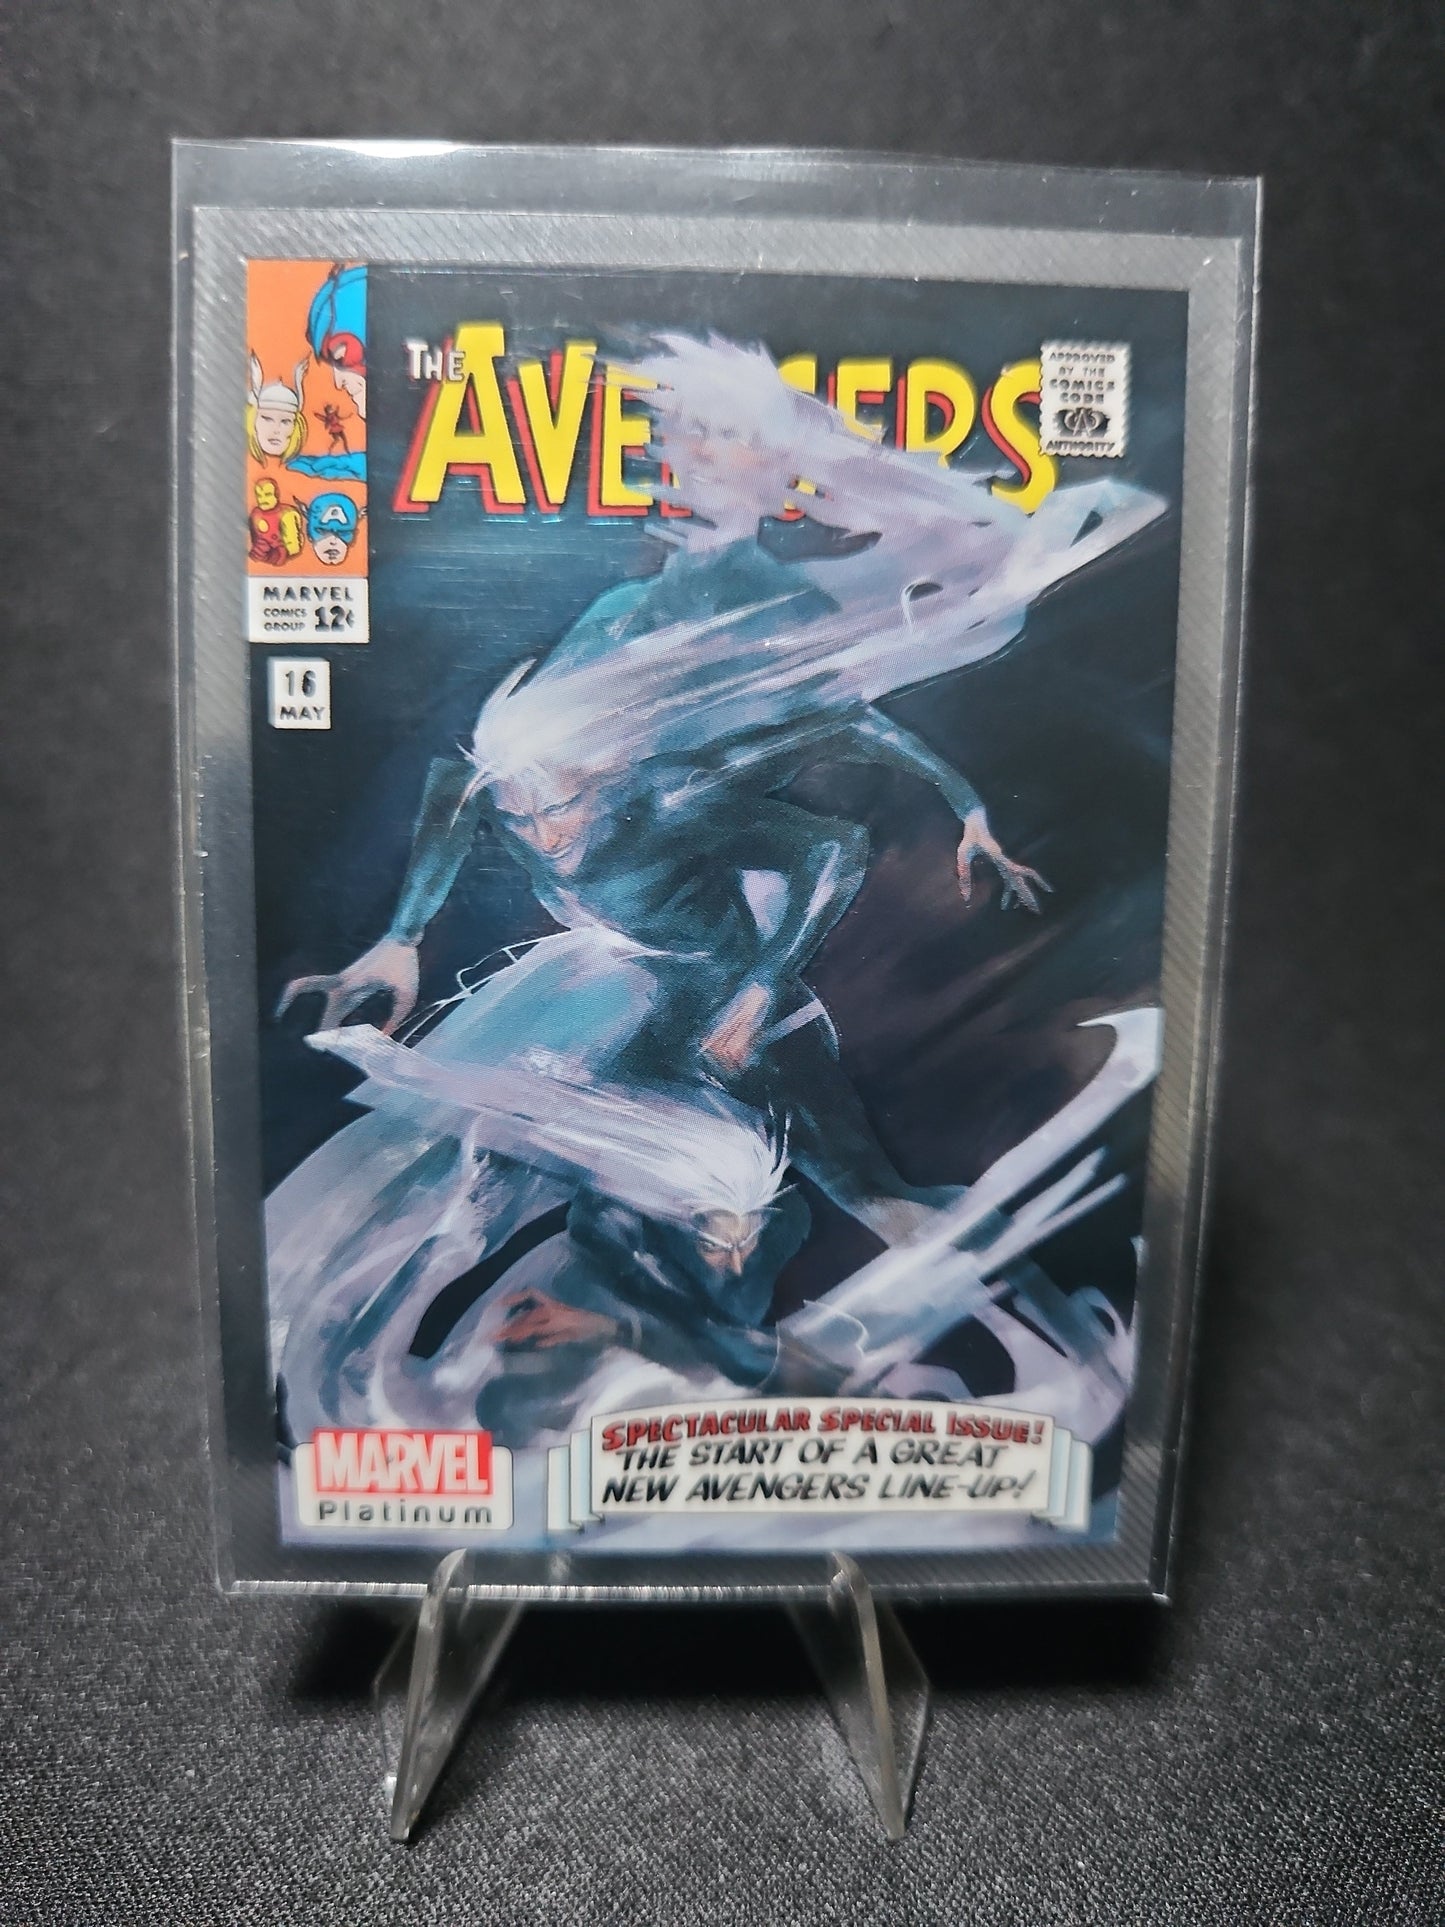 THE AVENGERS
APPROVED
BY THE
COMICS
CODE
CA
AUTHORITY
A
MARVEL
COMICS
GROUP 12¢
16
MAY
SPECTACULAR SPECIAL ISSUE!
THE START OF A GREAT
NEW AVENGERS LINE-UP!
MARVEL
Platinum